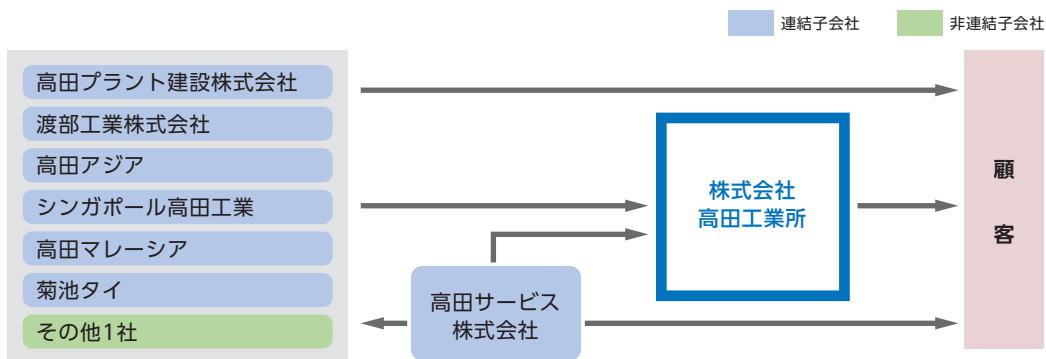 連結子会社
非連結子会社
高田プラント建設株式会社
渡部工業株式会社
高田アジア
シンガポール高田工業
高田マレーシア
菊池タイ
その他1社
高田サービス
株式会社
株式会社
高田工業所
顧
客